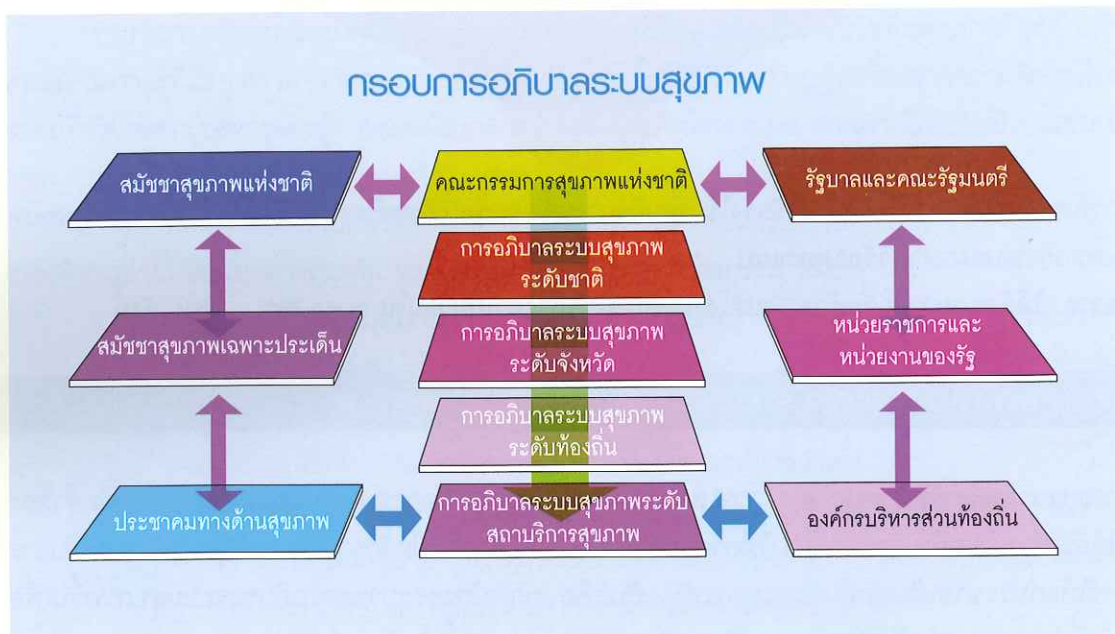 กรอบการอภิบาลระบบสุขภาพ
สมัชชาสุขภาพแห่งชาติ
คณะกรรมการสุขภาพแห่งชาติ
รัฐบาลและคณะรัฐมนตรี
การอภิบาลระบบสุขภาพ
ระดับชาติ
สมัชชาสุขภาพเฉพาะประเด็น
การอภิบาลระบบสุขภาพ
ระดับจังหวัด
หน่วยราชการและ
หน่วยงานของรัฐ
การอภิบาลระบบสุขภาพ
ระดับท้องถิ่น
ประชาคมทางด้านสุขภาพ
การอภิบาลระบบสุขภาพระดับ
สถาบริการสุขภาพ
องค์กรบริหารส่วนท้องถิ่น